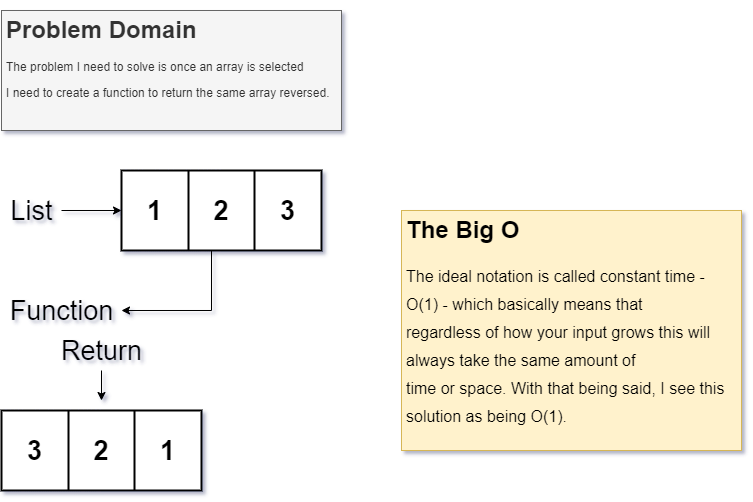 Problem Domain
The problem I need to solve is once an array is selected
I need to create a function to return the same array reversed.
List
1 2 3
Function
Return
3 2 1
The Big O
The ideal notation is called constant time -
O(1) - which basically means that
regardless of how your input grows this will
always take the same amount of
time or space. With that being said, I see this
solution as being O(1).